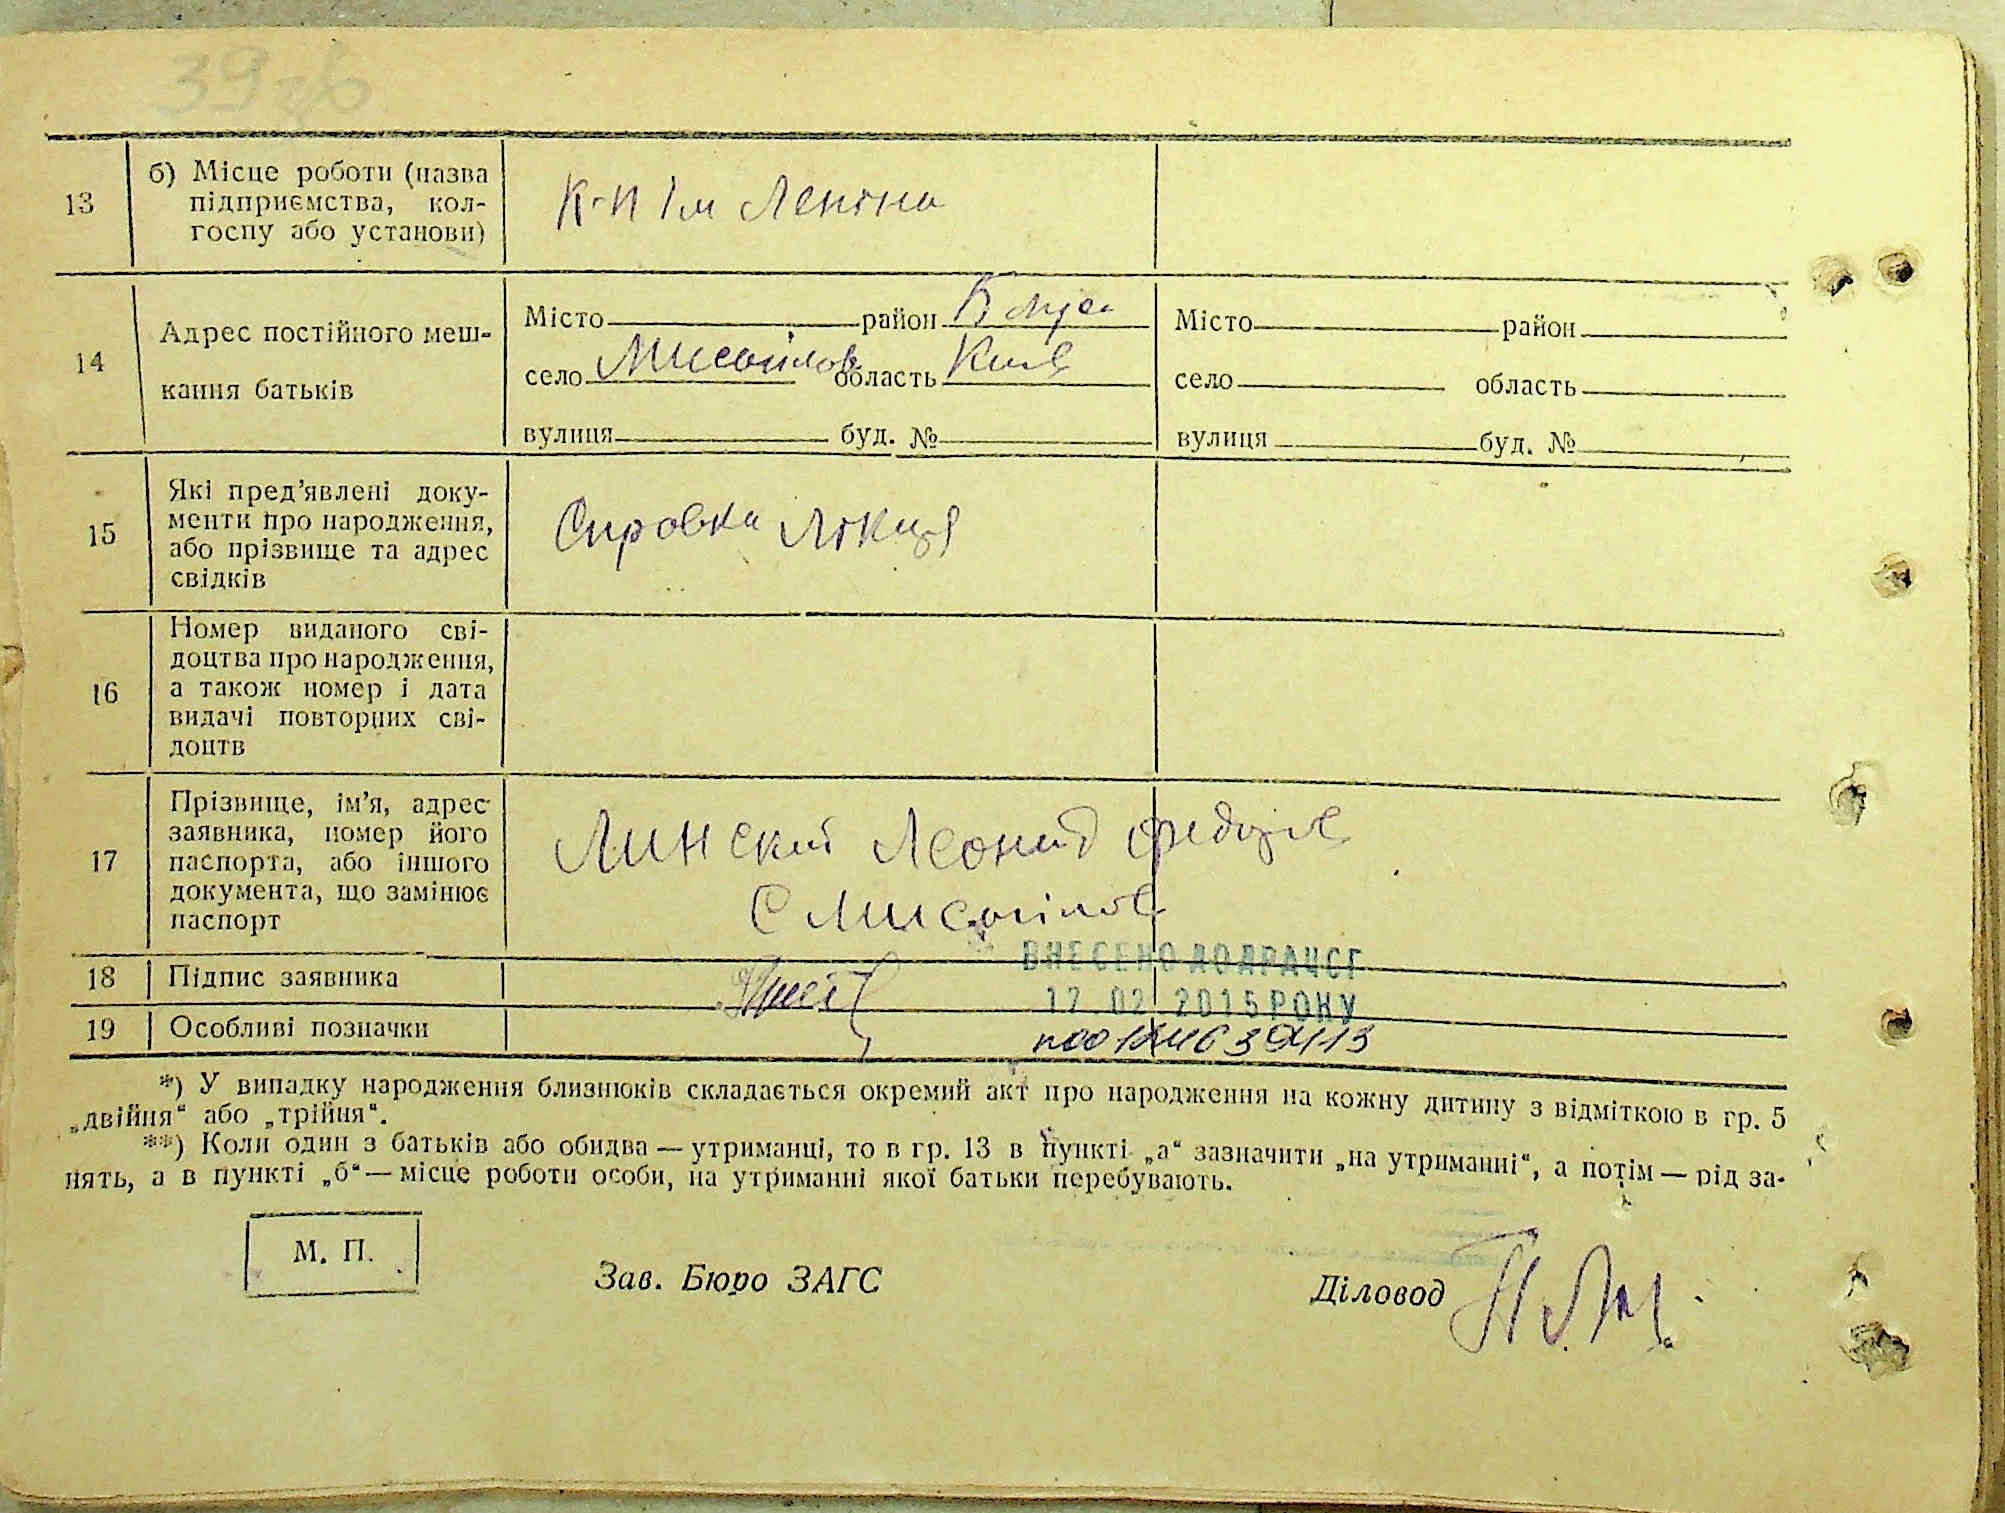 39 зв
13
б) Місце роботи (назва
підприємства, кол-
госпу або установи)
К-п Ім Леніна
14
Адрес постійного меш-
кання батьків
Місто район
село Мисайлов область Киів
вулиця буд. №
Місто район
село область
вулиця буд. №
15
Які пред’явлені доку-
менти про народження,
або прізвище та адрес
свідків
Справка лікаря
16
Номер виданого сві-
доцтва про народження,
а також номер і дата
видачі повторних сві-
доцтв
17
Прізвище, ім’я, адрес
заявника, номер його
паспорта, або іншого
документа, що замінює
паспорт
Линский Леонид Федоров
С Мисайлов
18 Підпис заявника
ВНЕСЕНО ДО ДРАЦСГ
17.02.2015 РОКУ
19 Особливі позначки
*) У випадку народження близнюків складається окремий акт про народження на кожну дитину з відміткою в гр. 5
„двійня“ або „трійня“.
**) Коли один з батьків або обидва — утриманці, то в гр. 13 в пункті „а“ зазначити „на утриманні“, а потім — рід за-
нять, а в пункті „б“ — місце роботи особи, на утриманні якої батьки перебувають.
М. П.
Зав. Бюро ЗАГС
Діловод